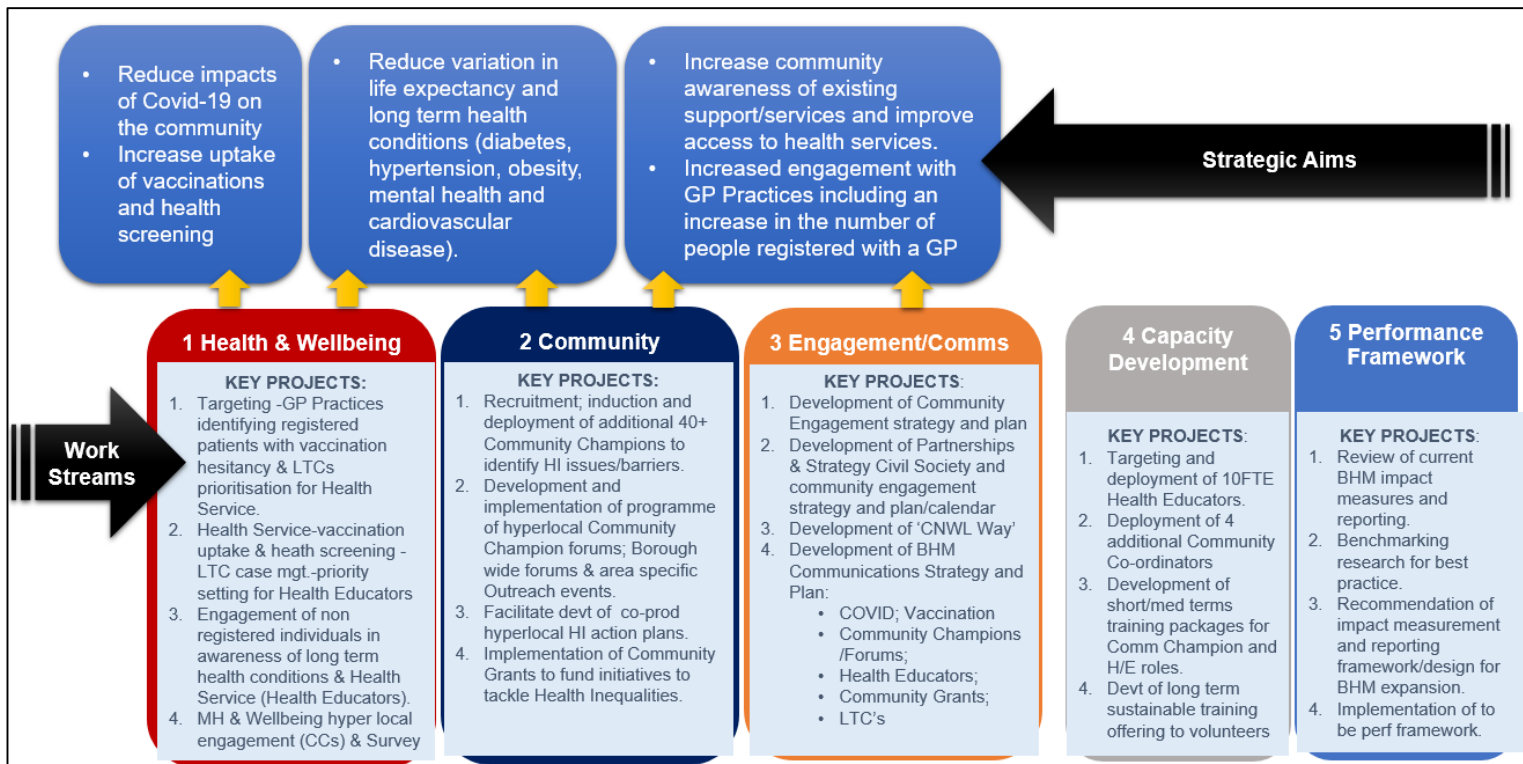 • Reduce impacts
of Covid-19 on
the community
• Increase uptake
of vaccinations
and health
screening
• Reduce variation in
life expectancy and
long term health
conditions (diabetes,
hypertension, obesity,
mental health and
cardiovascular
disease).
• Increase community
awareness of existing
support/services and improve
access to health services.
• Increased engagement with
GP Practices including an
increase in the number of
people registered with a GP
Strategic Aims
Work
Streams
1 Health & Wellbeing
KEY PROJECTS:
1. Targeting -GP Practices
identifying registered
patients with vaccination
hesitancy & LTCs
prioritisation for Health
Service.
2. Health Service-vaccination
uptake & heath screening -
LTC case mgt.-priority
setting for Health Educators
3. Engagement of non
registered individuals in
awareness of long term
health conditions & Health
Service (Health Educators).
4. MH & Wellbeing hyper local
engagement (CCs) & Survey
2 Community
KEY PROJECTS:
1. Recruitment; induction and
deployment of additional 40+
Community Champions to
identify HI issues/barriers.
2. Development and
implementation of programme
of hyperlocal Community
Champion forums; Borough
wide forums & area specific
Outreach events.
3. Facilitate devt of co-prod
hyperlocal HI action plans.
4. Implementation of Community
Grants to fund initiatives to
tackle Health Inequalities.
3 Engagement/Comms
KEY PROJECTS:
1. Development of Community
Engagement strategy and plan
2. Development of Partnerships
& Strategy Civil Society and
community engagement
strategy and plan/calendar
3. Development of ‘CNWL Way’
4. Development of BHM
Communications Strategy and
Plan:
• COVID; Vaccination
• Community Champions
/Forums;
• Health Educators;
• Community Grants;
• LTC’s
4 Capacity
Development
KEY PROJECTS:
1. Targeting and
deployment of 10FTE
Health Educators.
2. Deployment of 4
additional Community
Co-ordinators
3. Development of
short/med terms
training packages for
Comm Champion and
H/E roles.
4. Devt of long term
sustainable training
offering to volunteers
5 Performance
Framework
KEY PROJECTS:
1. Review of current
BHM impact
measures and
reporting.
2. Benchmarking
research for best
practice.
3. Recommendation of
impact measurement
and reporting
framework/design for
BHM expansion.
4. Implementation of to
be perf framework.